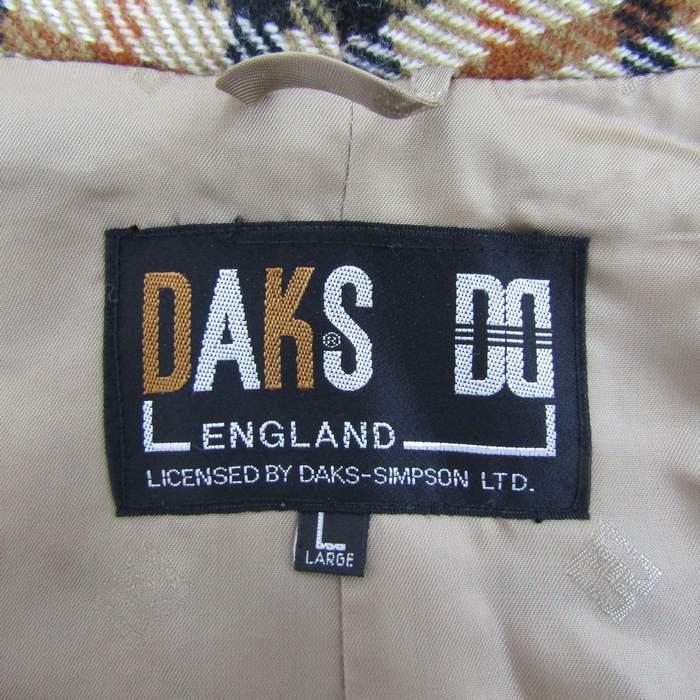 DAKS® DD
ENGLAND
LICENSED BY DAKS-SIMPSON LTD.
L
LARGE